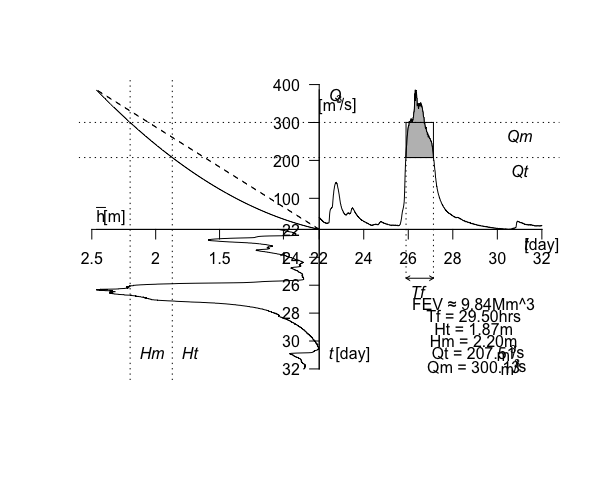 400
Q
[m³/s]
300
Qm
200
Qt
100
h̅[m]
22
t[day]
2.5
2
1.5
24
22
24
26
28
30
32
26
Tf
FEV ≈ 9.84Mm^3
Tf = 29.50hrs
28
Ht = 1.87m
30
Hm = 2.20m
Hm
Ht
t [day]
Qt = 207.51m³/s
32
Qm = 300.13m³/s